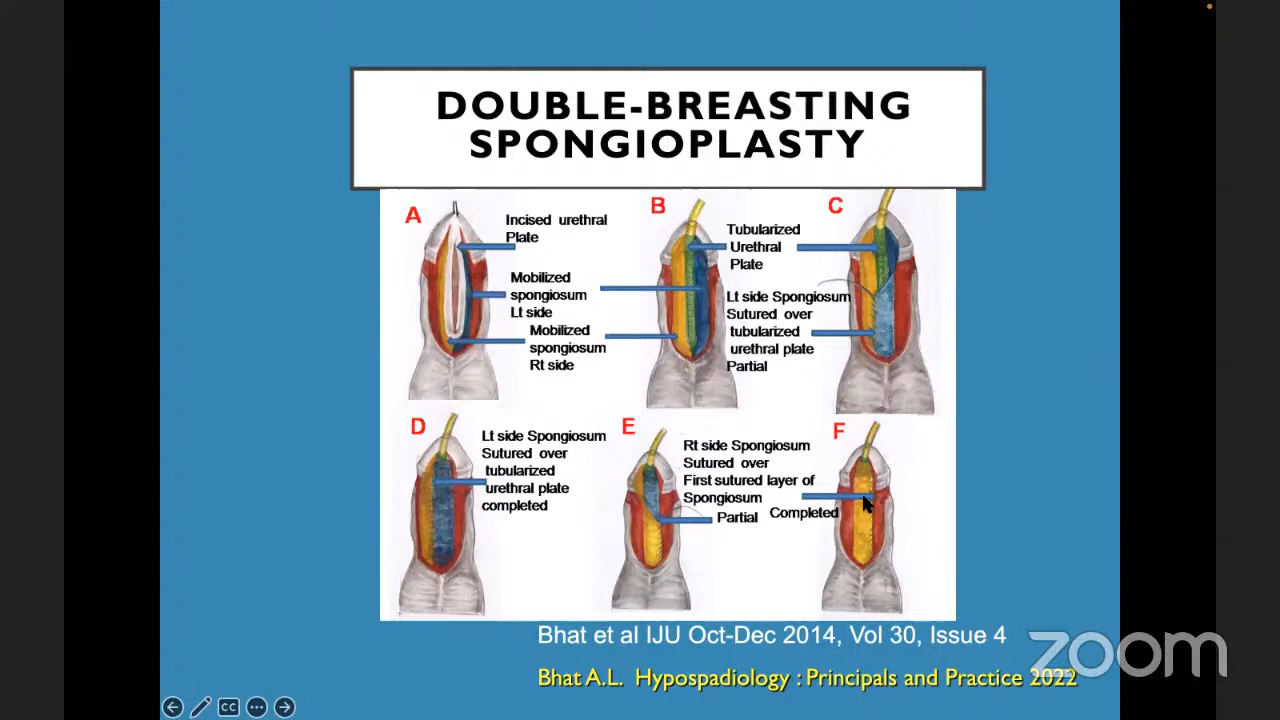 DOUBLE-BREASTING
SPONGIOPLASTY
A
Incised urethral
Plate
Mobilized
spongiosum
Lt side
Mobilized
spongiosum
Rt side
B
Tubularized
Urethral
Plate
C
Lt side Spongiosum
Sutured over
tubularized
urethral plate
Partial
D
Lt side Spongiosum
Sutured over
tubularized
urethral plate
completed
E
Rt side Spongiosum
Sutured over
First sutured layer of
Spongiosum
Partial
F
Completed
Bhat et al IJU Oct-Dec 2014, Vol 30, Issue 4
Bhat A.L. Hypospadiology : Principals and Practice 2022
zoom
CC